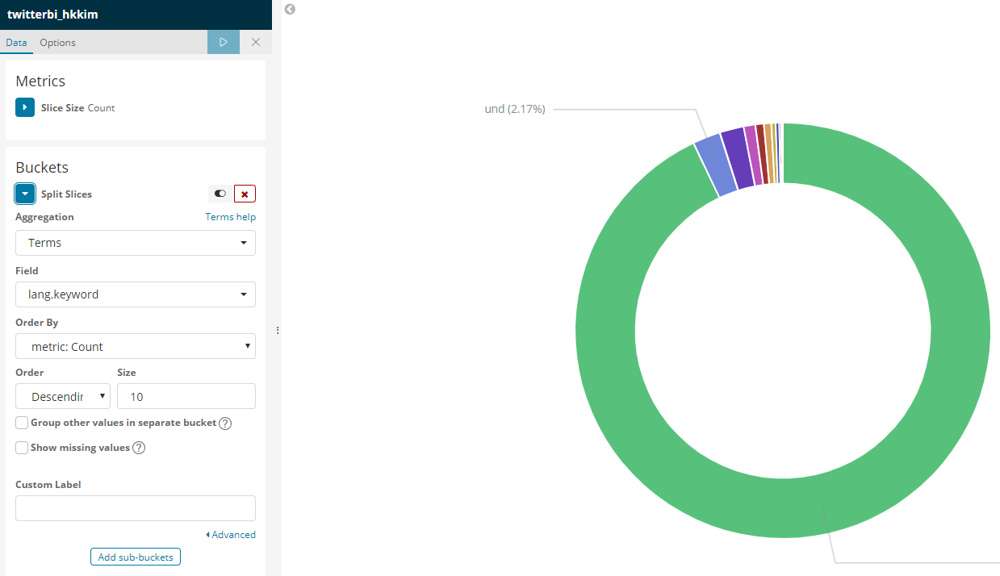 twitterbi_hkkim
Data Options
Metrics
Slice Size Count
Buckets
Split Slices
Aggregation Terms help
Terms
Field
lang.keyword
Order By
metric: Count
Order Size
Descendir 10
Group other values in separate bucket ?
Show missing values ?
Custom Label
Advanced
Add sub-buckets
und (2.17%)